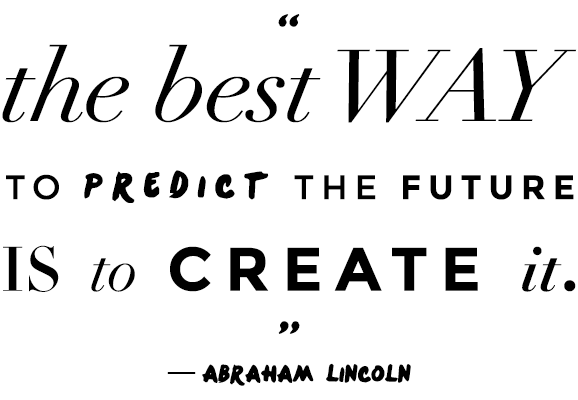 “
the best WAY
TO PREDICT THE FUTURE
IS to CREATE it.
”
— ABRAHAM LINCOLN